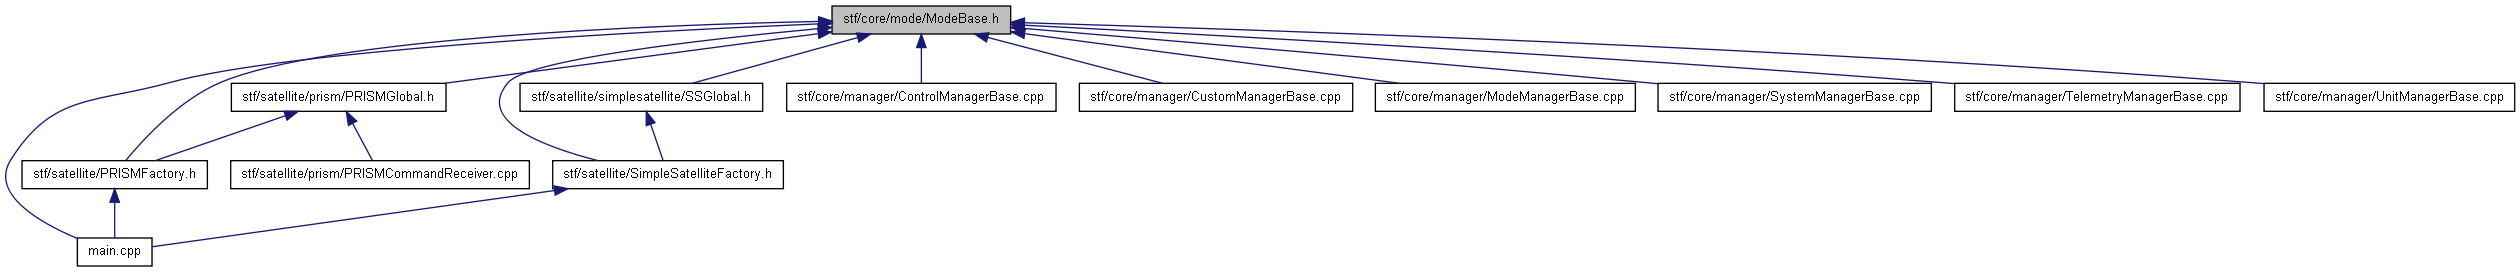 stf/core/mode/ModeBase.h
stf/satellite/prism/PRISMGlobal.h
stf/satellite/simplesatellite/SSGlobal.h
stf/core/manager/ControlManagerBase.cpp
stf/core/manager/CustomManagerBase.cpp
stf/core/manager/ModeManagerBase.cpp
stf/core/manager/SystemManagerBase.cpp
stf/core/manager/TelemetryManagerBase.cpp
stf/core/manager/UnitManagerBase.cpp
stf/satellite/PRISMFactory.h
stf/satellite/prism/PRISMCommandReceiver.cpp
stf/satellite/SimpleSatelliteFactory.h
main.cpp